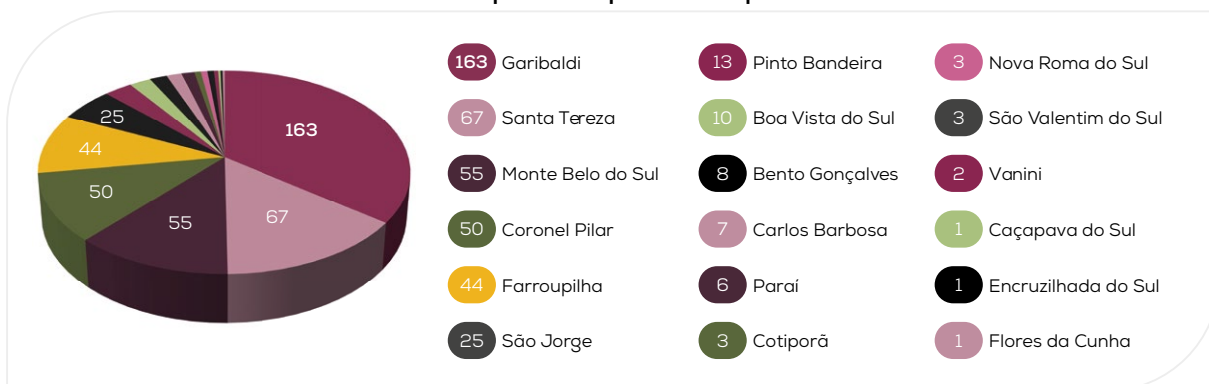 163
67
55
50
44
25
163 Garibaldi
67 Santa Tereza
55 Monte Belo do Sul
50 Coronel Pilar
44 Farroupilha
25 São Jorge
13 Pinto Bandeira
10 Boa Vista do Sul
8 Bento Gonçalves
7 Carlos Barbosa
6 Paraí
3 Cotiporã
3 Nova Roma do Sul
3 São Valentim do Sul
2 Vanini
1 Caçapava do Sul
1 Encruzilhada do Sul
1 Flores da Cunha